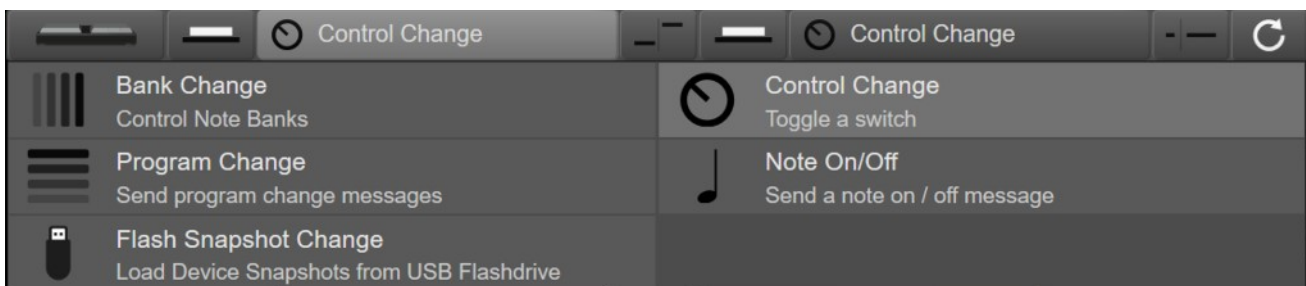 Control Change
Control Change
Bank Change
Control Note Banks
Control Change
Toggle a switch
Program Change
Send program change messages
Note On/Off
Send a note on / off message
Flash Snapshot Change
Load Device Snapshots from USB Flashdrive